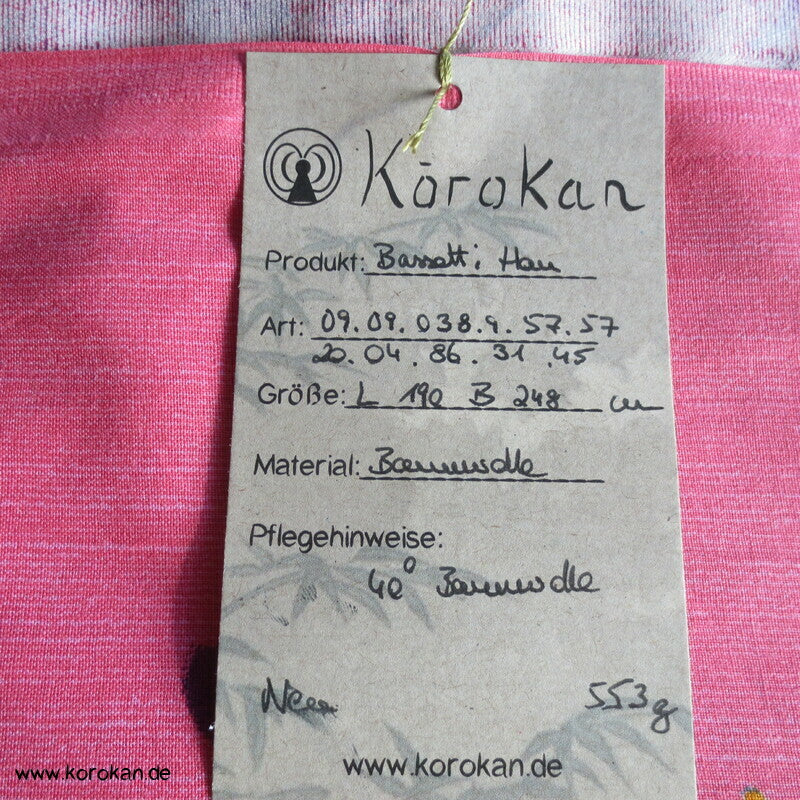 Kōrokan
Produkt: Bassetti Hau
Art: 09.09.038.9.57.57
20.04.86.31.45
Größe: L 190 B 248 cm
Material: Baumwolle
Pflegehinweise:
40° Baumwolle
Neu 553g
www.korokan.de
www.korokan.de